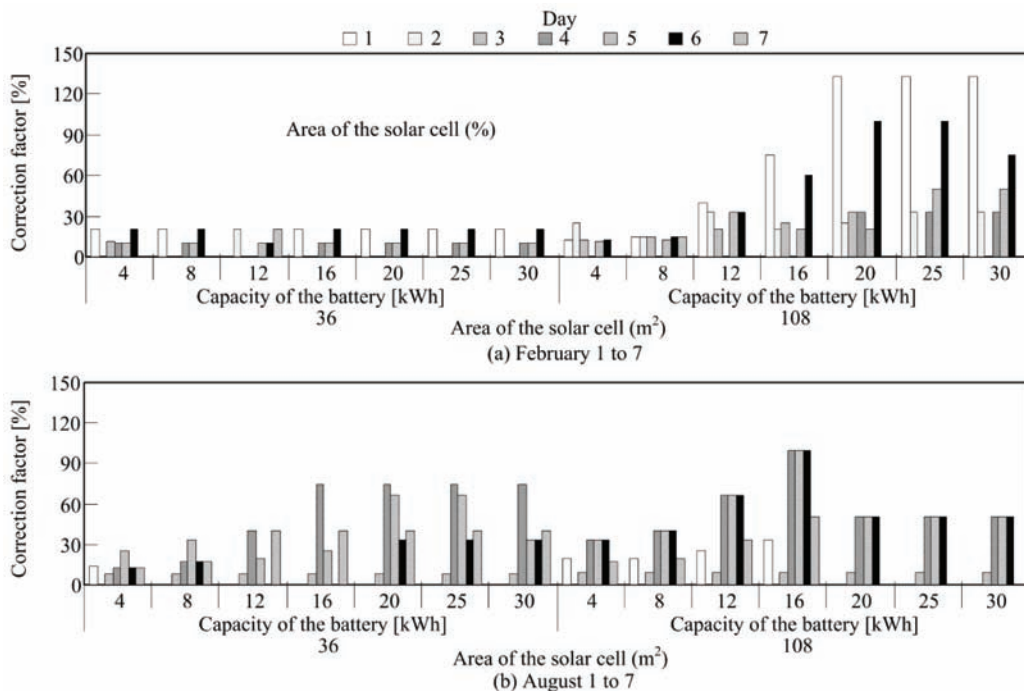 Day
1 2 3 4 5 6 7
Correction factor [%]
150
120
90
60
30
0
Area of the solar cell (%)
4 8 12 16 20 25 30 4 8 12 16 20 25 30
Capacity of the battery [kWh] Capacity of the battery [kWh]
36 108
Area of the solar cell (m²)
(a) February 1 to 7
Correction factor [%]
150
120
90
60
30
0
4 8 12 16 20 25 30 4 8 12 16 20 25 30
Capacity of the battery [kWh] Capacity of the battery [kWh]
36 108
Area of the solar cell (m²)
(b) August 1 to 7